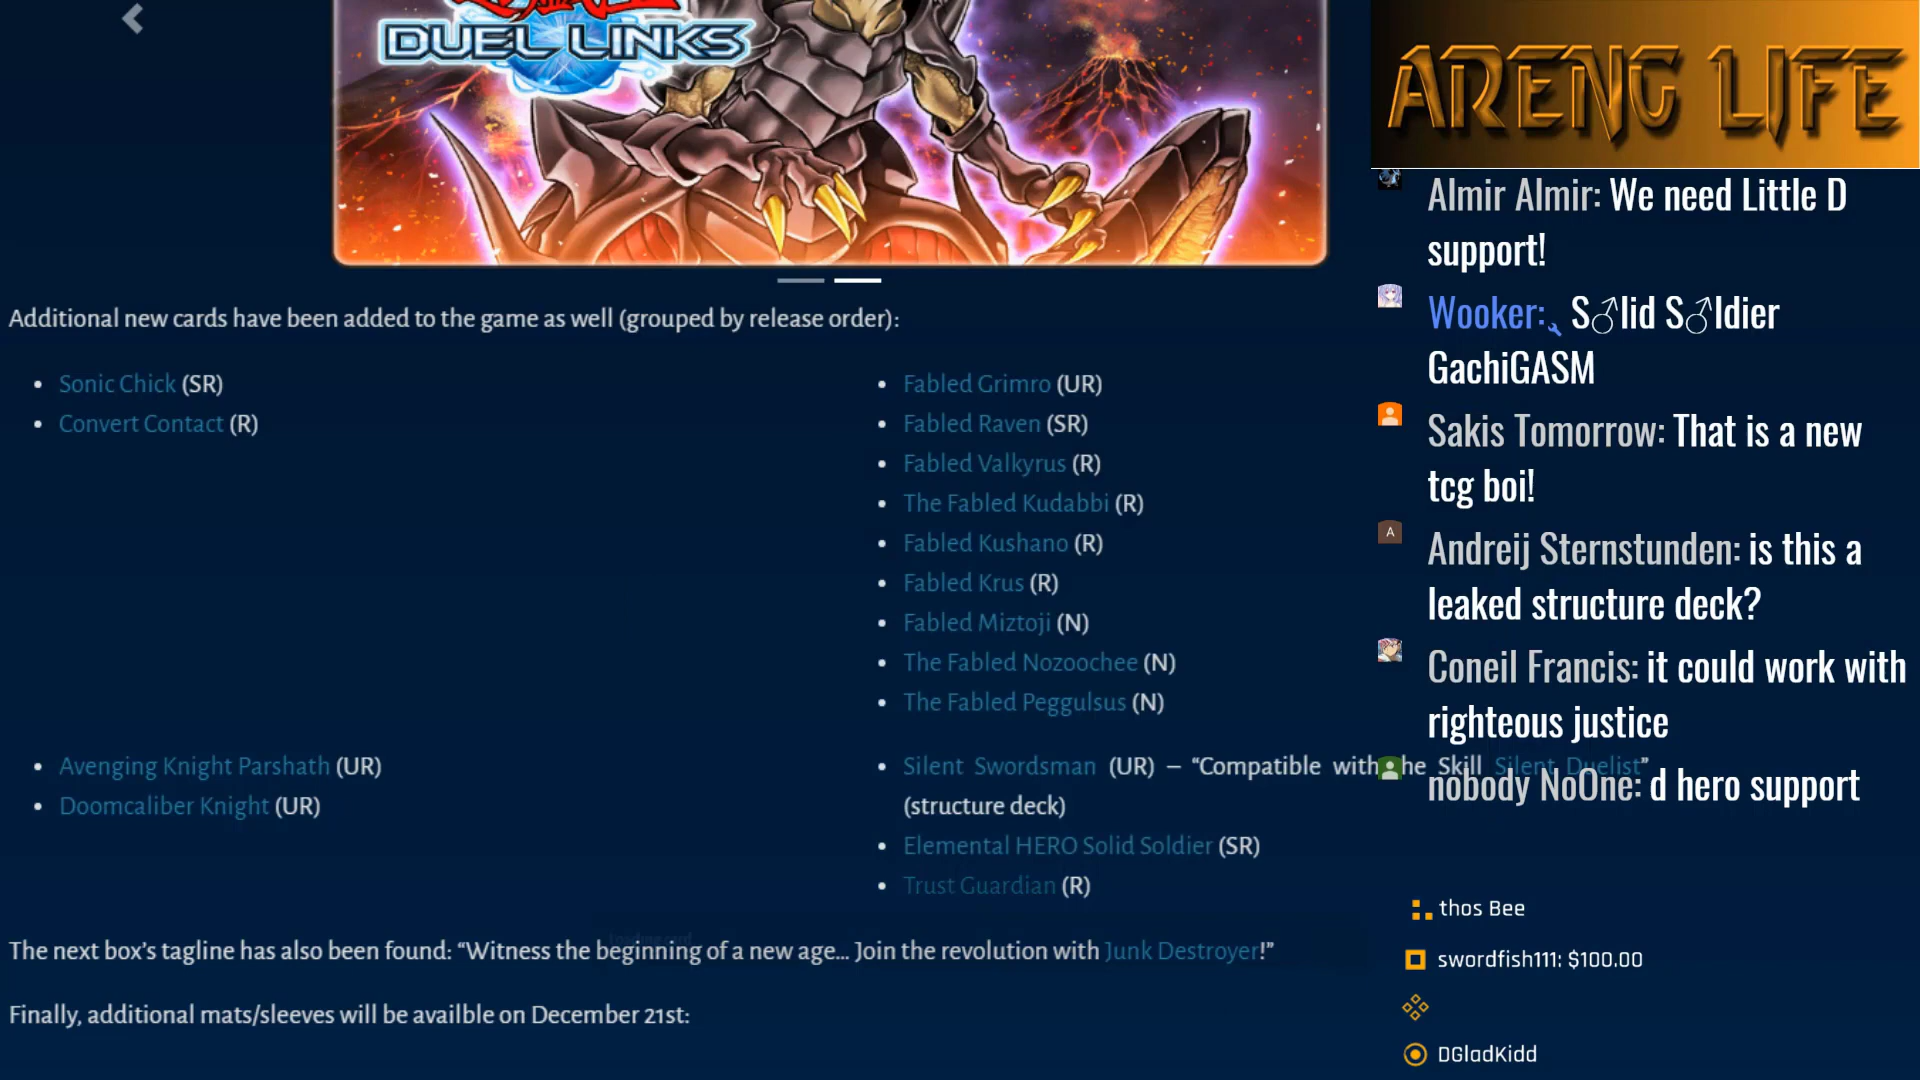 DUEL LINKS
Additional new cards have been added to the game as well (grouped by release order):
Sonic Chick (SR)
Convert Contact (R)
Fabled Grimro (UR)
Fabled Raven (SR)
Fabled Valkyrus (R)
The Fabled Kudabbi (R)
Fabled Kushano (R)
Fabled Krus (R)
Fabled Miztoji (N)
The Fabled Nozoochee (N)
The Fabled Peggulsus (N)
Avenging Knight Parshath (UR)
Doomcaliber Knight (UR)
Silent Swordsman (UR) – “Compatible with he Skill Silent Duelist”
(structure deck)
Elemental HERO Solid Soldier (SR)
Trust Guardian (R)
The next box’s tagline has also been found: “Witness the beginning of a new age... Join the revolution with Junk Destroyer!”
Finally, additional mats/sleeves will be availble on December 21st:
ARENG LIFE
Almir Almir: We need Little D
support!
Wooker: S♂lid S♂ldier
GachiGASM
Sakis Tomorrow: That is a new
tcg boi!
A
Andreij Sternstunden: is this a
leaked structure deck?
Coneil Francis: it could work with
righteous justice
nobody NoOne: d hero support
thos Bee
swordfish111: $100.00
DGladKidd